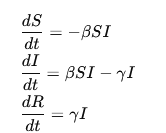 dS/dt = −βSI
dI/dt = βSI − γI
dR/dt = γI